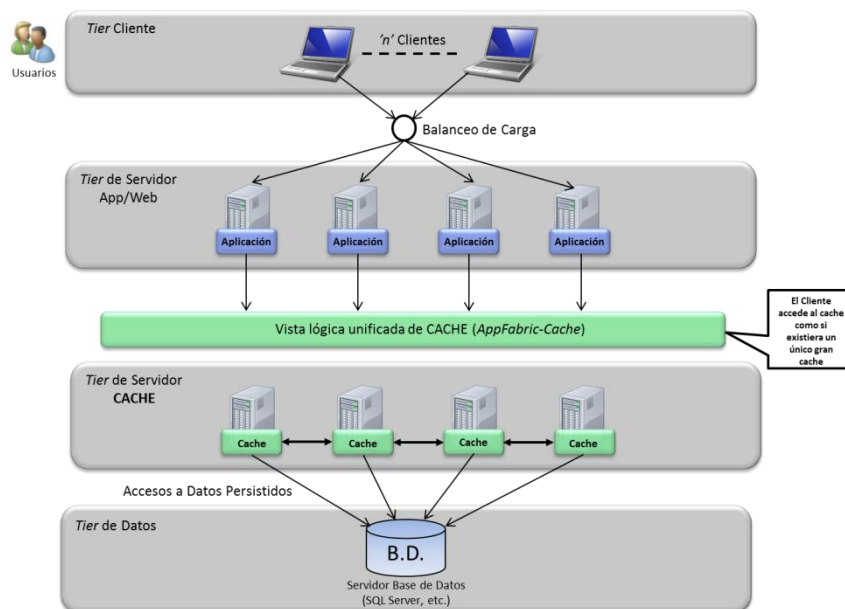 Tier Cliente
Usuarios
'n' Clientes
Balanceo de Carga
Tier de Servidor
App/Web
Aplicación
Aplicación
Aplicación
Aplicación
Vista lógica unificada de CACHE (AppFabric-Cache)
El Cliente
accede al cache
como si
existiera un
único gran
cache
Tier de Servidor
CACHE
Cache
Cache
Cache
Cache
Accesos a Datos Persistidos
Tier de Datos
B.D.
Servidor Base de Datos
(SQL Server, etc.)